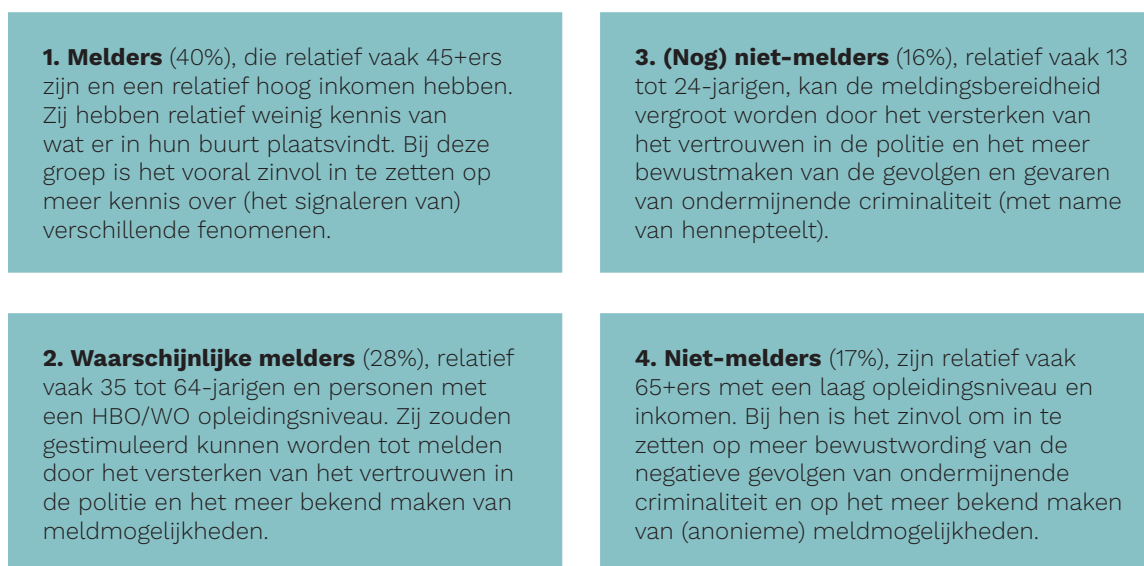 1. Melders (40%), die relatief vaak 45+ers
zijn en een relatief hoog inkomen hebben.
Zij hebben relatief weinig kennis van
wat er in hun buurt plaatsvindt. Bij deze
groep is het vooral zinvol in te zetten op
meer kennis over (het signaleren van)
verschillende fenomenen.
2. Waarschijnlijke melders (28%), relatief
vaak 35 tot 64-jarigen en personen met
een HBO/WO opleidingsniveau. Zij zouden
gestimuleerd kunnen worden tot melden
door het versterken van het vertrouwen in
de politie en het meer bekend maken van
meldmogelijkheden.
3. (Nog) niet-melders (16%), relatief vaak 13
tot 24-jarigen, kan de meldingsbereidheid
vergroot worden door het versterken van
het vertrouwen in de politie en het meer
bewustmaken van de gevolgen en gevaren
van ondermijnende criminaliteit (met name
van hennepteelt).
4. Niet-melders (17%), zijn relatief vaak
65+ers met een laag opleidingsniveau en
inkomen. Bij hen is het zinvol om in te
zetten op meer bewustwording van de
negatieve gevolgen van ondermijnende
criminaliteit en op het meer bekend maken
van (anonieme) meldmogelijkheden.